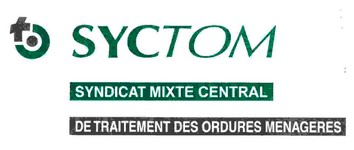 SYCTOM
SYNDICAT MIXTE CENTRAL
DE TRAITEMENT DES ORDURES MENAGERES